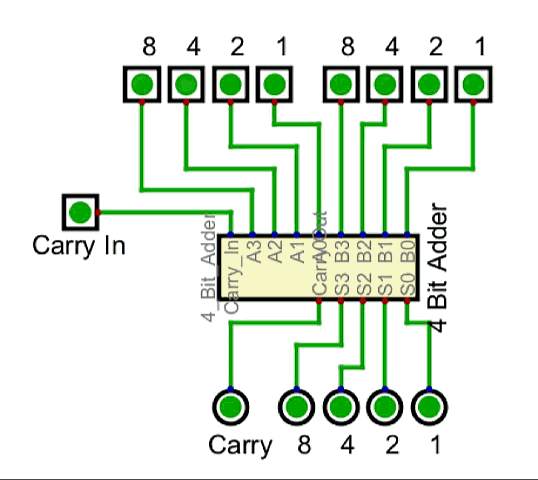 8 4 2 1 8 4 2 1
Carry In
4_Bit_Adder
Carry_In A3 A2 A1 A0 B3 B2 B1 B0
CarryOut S3 S2 S1 S0
4 Bit Adder
Carry 8 4 2 1